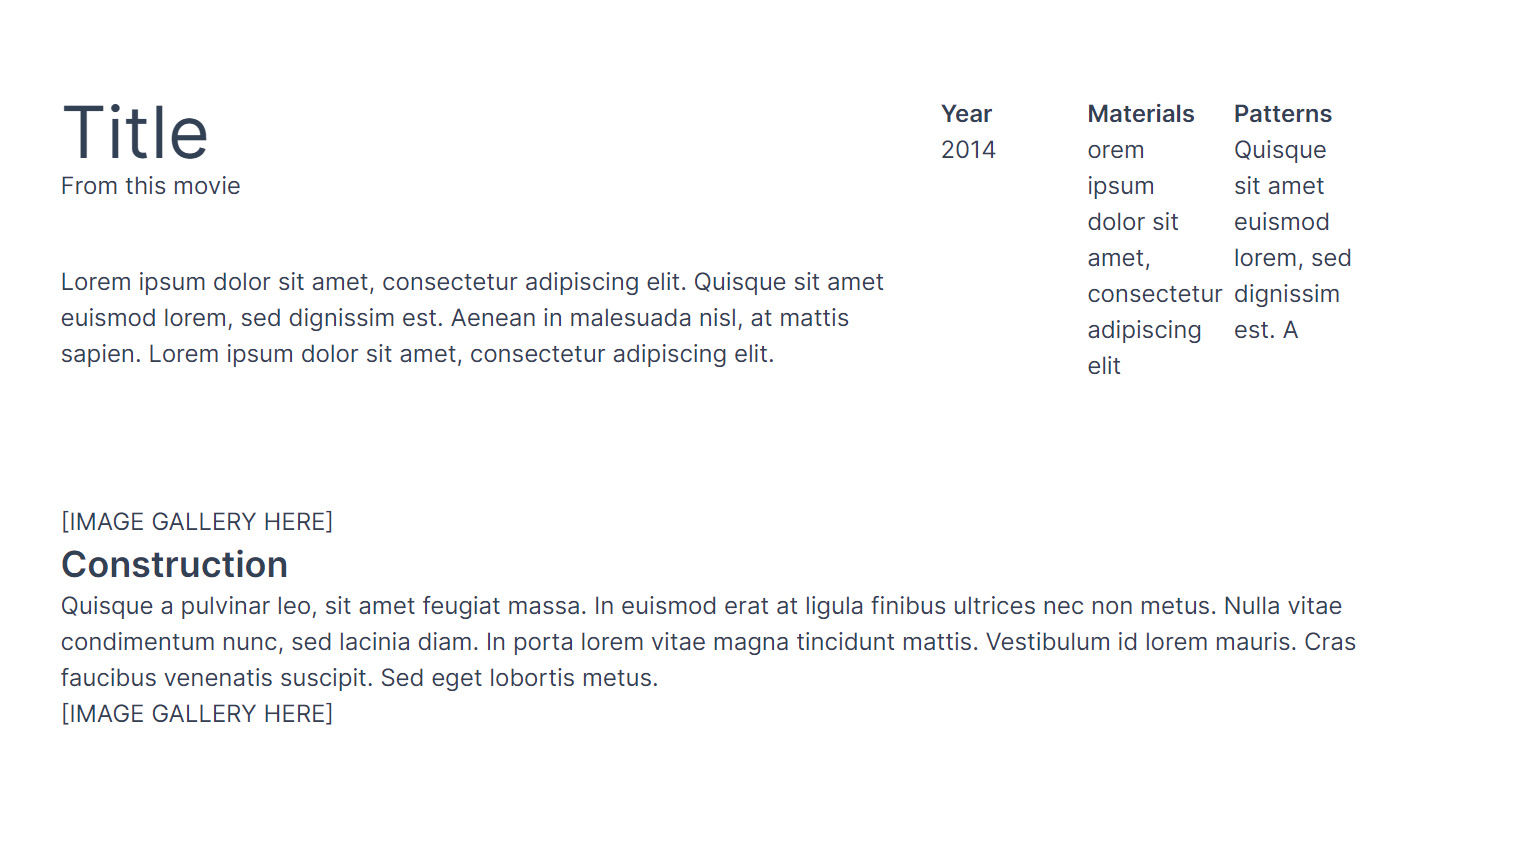 Title
From this movie
Lorem ipsum dolor sit amet, consectetur adipiscing elit. Quisque sit amet
euismod lorem, sed dignissim est. Aenean in malesuada nisl, at mattis
sapien. Lorem ipsum dolor sit amet, consectetur adipiscing elit.
Year
2014
Materials
orem
ipsum
dolor sit
amet,
consectetur
adipiscing
elit
Patterns
Quisque
sit amet
euismod
lorem, sed
dignissim
est. A
[IMAGE GALLERY HERE]
Construction
Quisque a pulvinar leo, sit amet feugiat massa. In euismod erat at ligula finibus ultrices nec non metus. Nulla vitae
condimentum nunc, sed lacinia diam. In porta lorem vitae magna tincidunt mattis. Vestibulum id lorem mauris. Cras
faucibus venenatis suscipit. Sed eget lobortis metus.
[IMAGE GALLERY HERE]